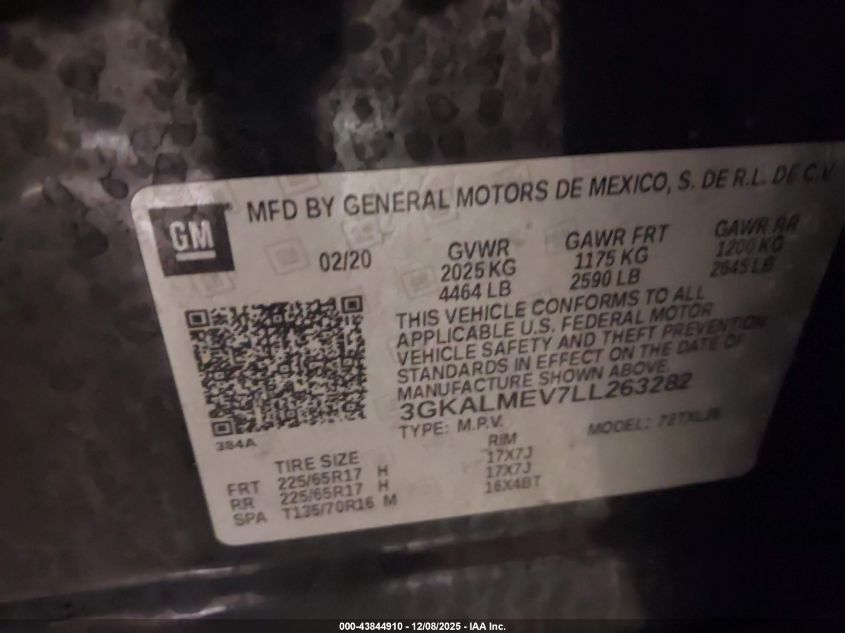 GM
MFD BY GENERAL MOTORS DE MEXICO, S. DE R.L. DE C.V
02/20
GVWR GAWR FRT GAWR RR
2025 KG 1175 KG 1200 KG
4464 LB 2590 LB 2645 LB
THIS VEHICLE CONFORMS TO ALL
APPLICABLE U.S. FEDERAL MOTOR
VEHICLE SAFETY AND THEFT PREVENTION
STANDARDS IN EFFECT ON THE DATE OF
MANUFACTURE SHOWN ABOVE.
3GKALMEV7LL263282
TYPE: M.P.V. MODEL:
384A
TIRE SIZE RIM
FRT 225/65R17 H 17X7J
RR 225/65R17 H 17X7J
SPA T135/70R16 M 16X4BT
000-43844910 - 12/08/2025 - IAA Inc.